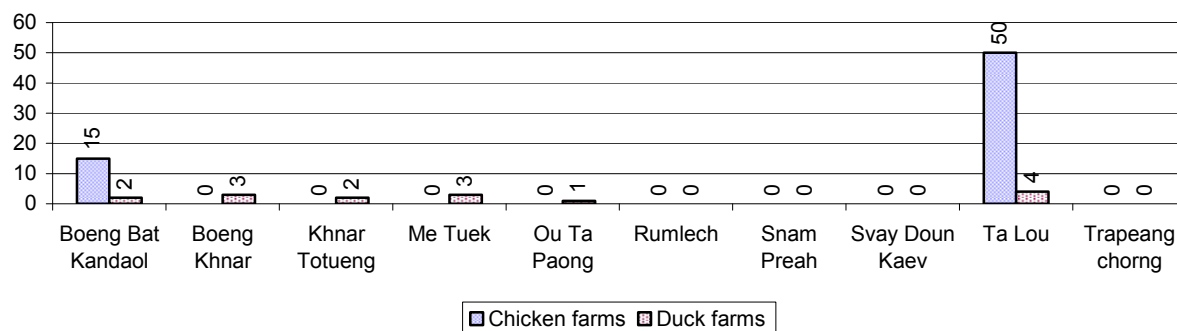 60
50
40
30
20
10
0
15 2 0 3 0 2 0 3 0 1 0 0 0 0 0 0 50 4 0 0
Boeng Bat Kandaol
Boeng Khnar
Khnar Totueng
Me Tuek
Ou Ta Paong
Rumlech
Snam Preah
Svay Doun Kaev
Ta Lou
Trapeang chorng
Chicken farms Duck farms